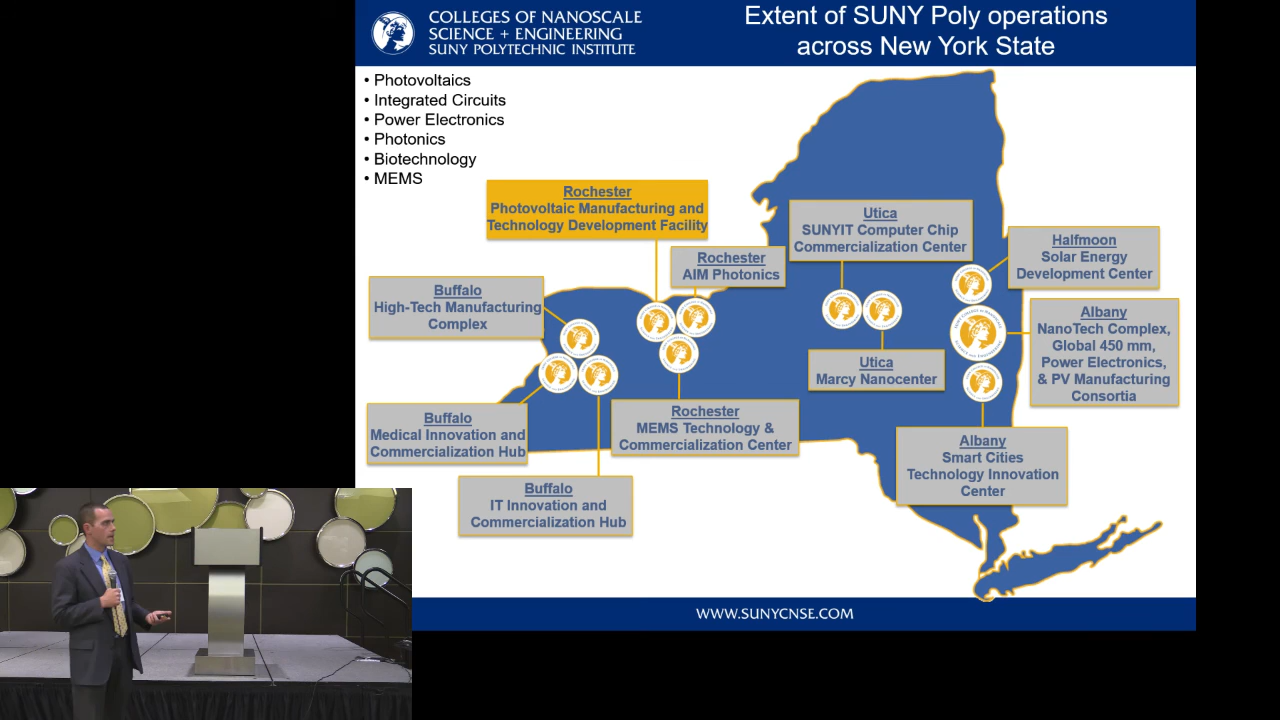 COLLEGES OF NANOSCALE
SCIENCE + ENGINEERING
SUNY POLYTECHNIC INSTITUTE
Extent of SUNY Poly operations
across New York State
• Photovoltaics
• Integrated Circuits
• Power Electronics
• Photonics
• Biotechnology
• MEMS
Rochester
Photovoltaic Manufacturing and
Technology Development Facility
Rochester
AIM Photonics
Utica
SUNYIT Computer Chip
Commercialization Center
Halfmoon
Solar Energy
Development Center
Buffalo
High-Tech Manufacturing
Complex
Albany
NanoTech Complex,
Global 450 mm,
Power Electronics,
& PV Manufacturing
Consortia
Utica
Marcy Nanocenter
Buffalo
Medical Innovation and
Commercialization Hub
Rochester
MEMS Technology &
Commercialization Center
Albany
Smart Cities
Technology Innovation
Center
Buffalo
IT Innovation and
Commercialization Hub
WWW.SUNYCNSE.COM